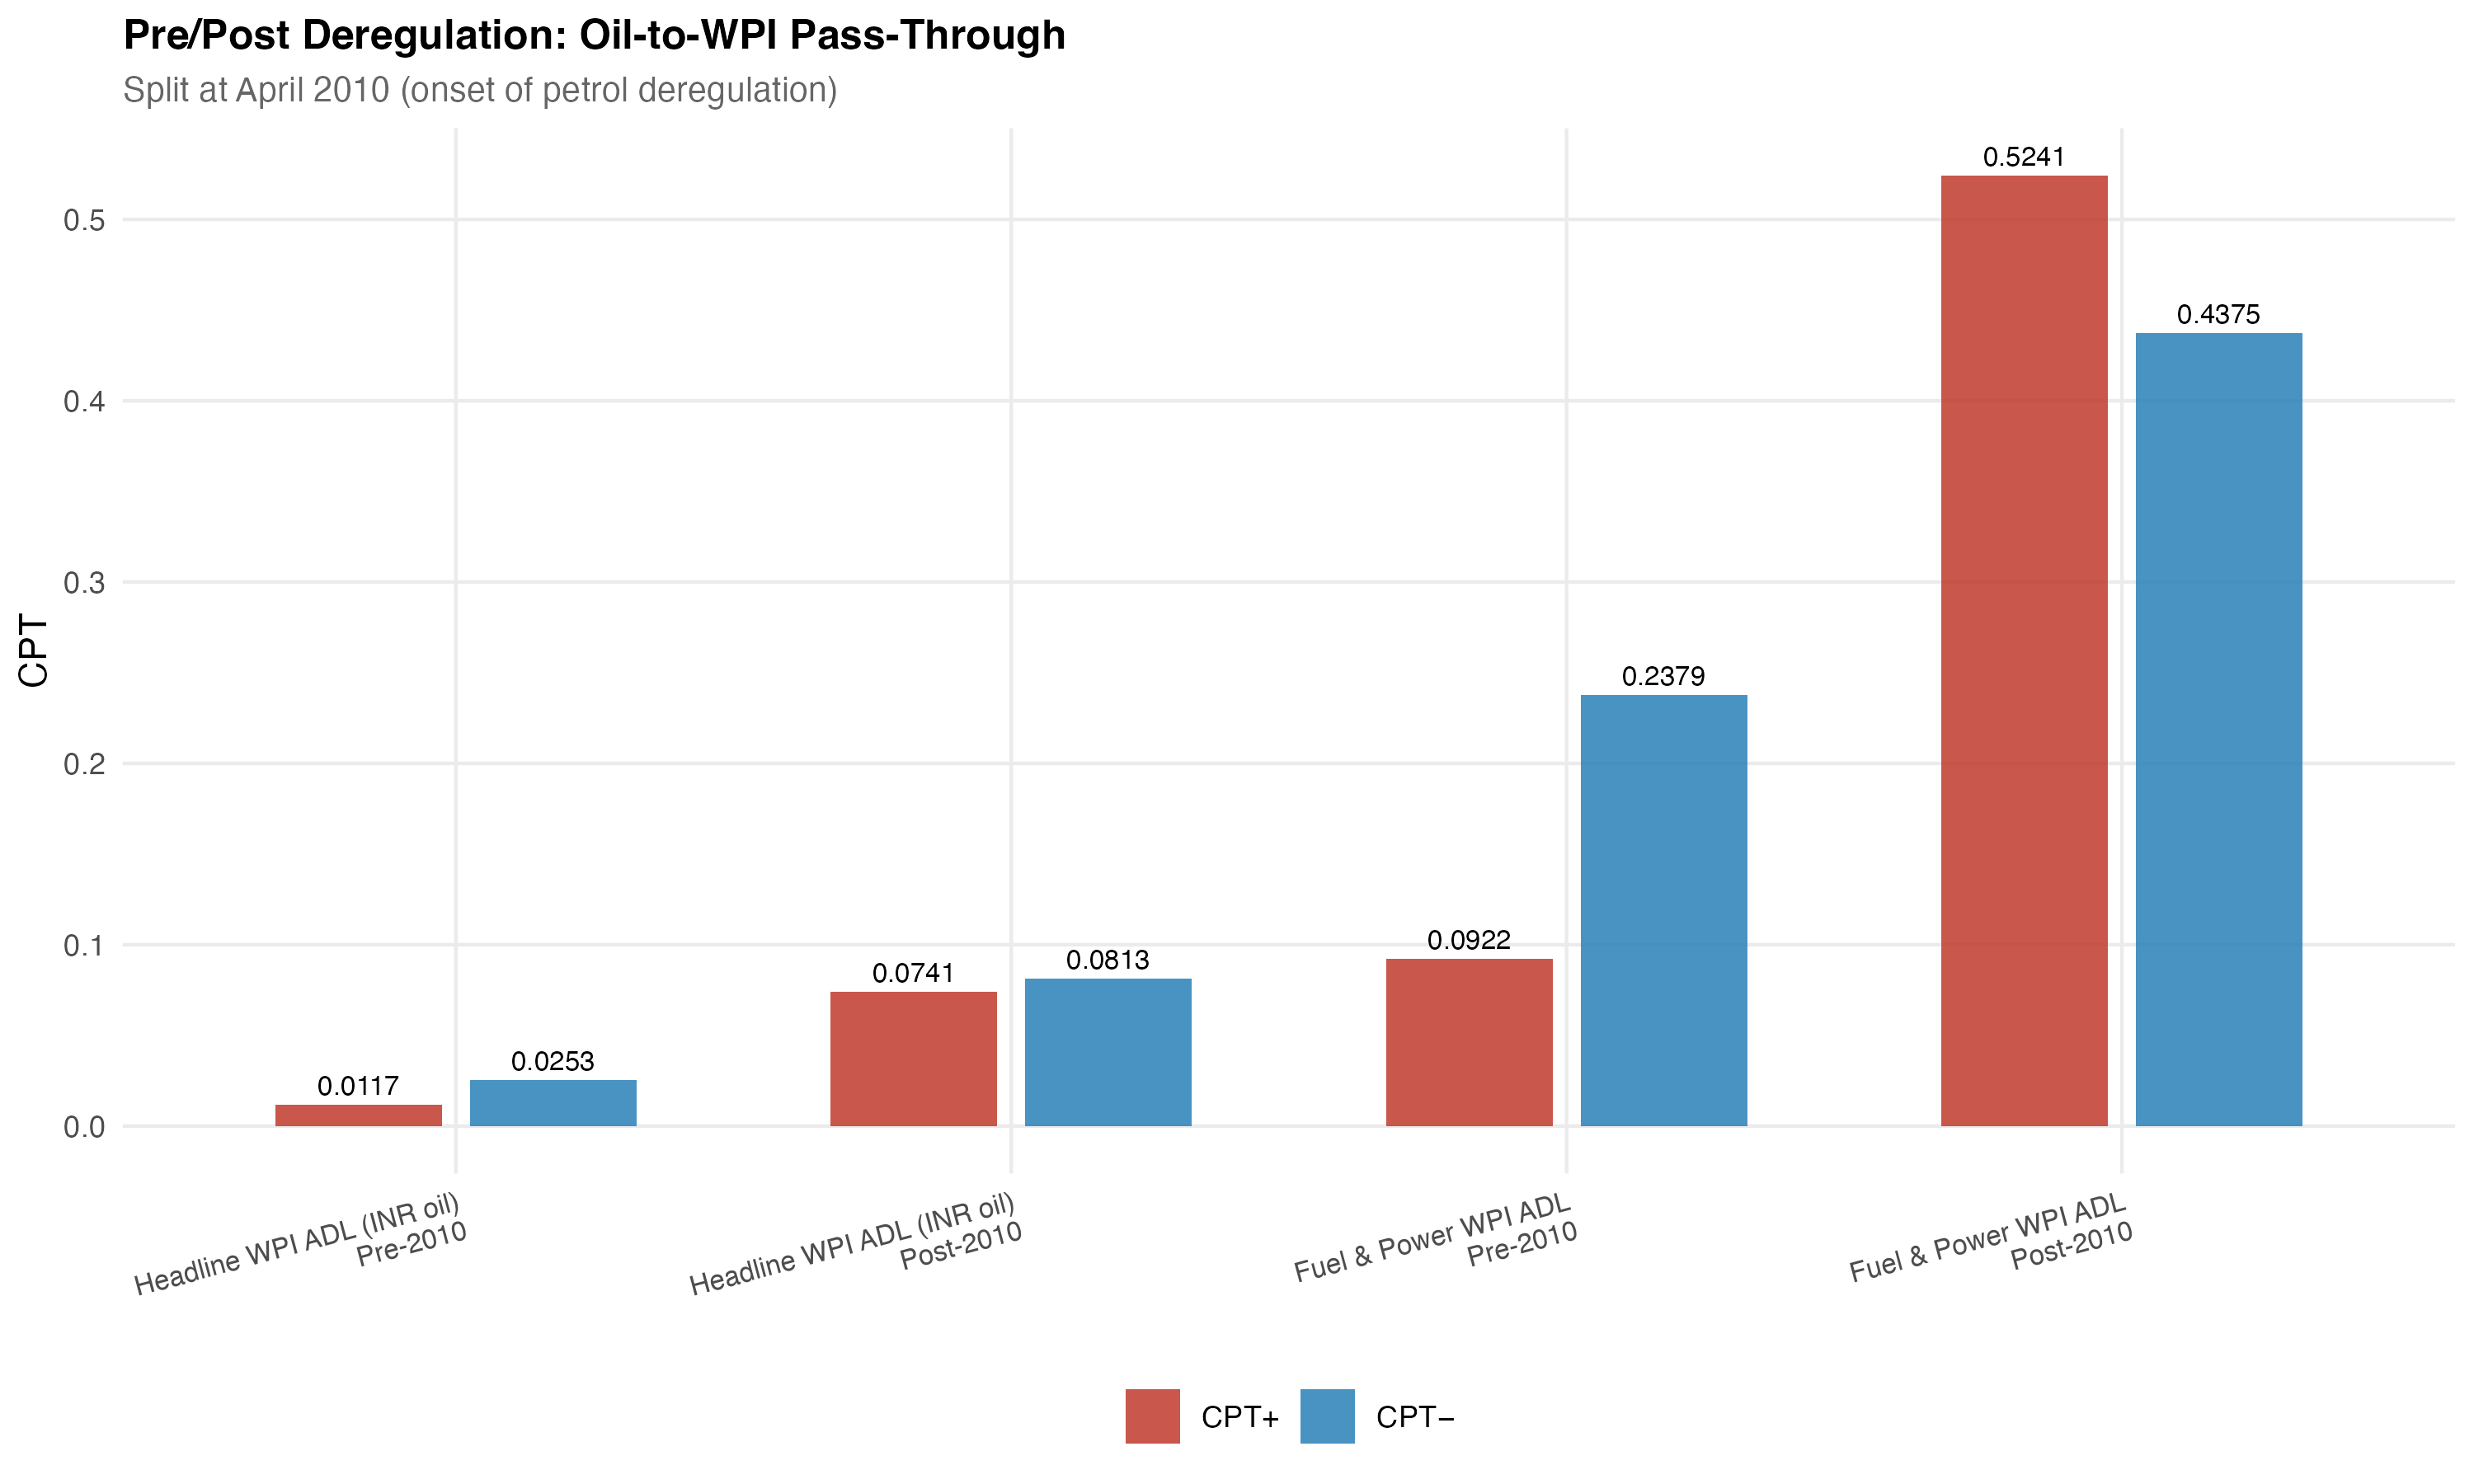 Pre/Post Deregulation: Oil-to-WPI Pass-Through
Split at April 2010 (onset of petrol deregulation)
CPT
0.5
0.4
0.3
0.2
0.1
0.0
0.0117
0.0253
0.0741
0.0813
0.0922
0.2379
0.5241
0.4375
Headline WPI ADL (INR oil)
Pre-2010
Headline WPI ADL (INR oil)
Post-2010
Fuel & Power WPI ADL
Pre-2010
Fuel & Power WPI ADL
Post-2010
CPT+
CPT−